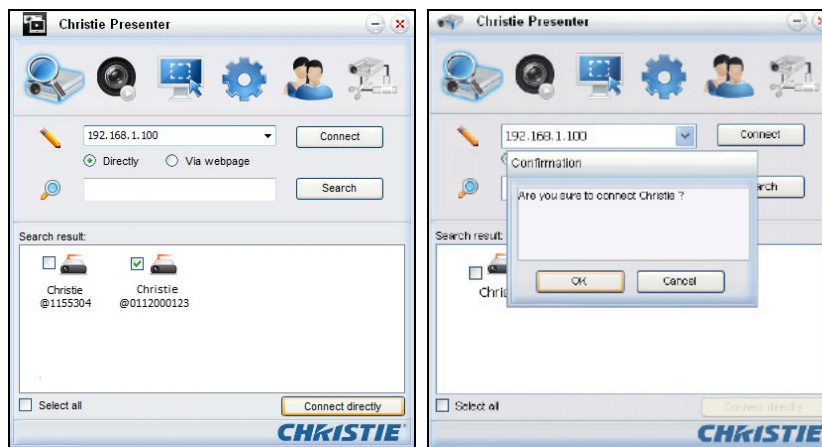 Christie Presenter
192.168.1.100
Connect
Directly
Via webpage
Search
Search result:
Christie
@1155304
Christie
@0112000123
Select all
Connect directly
CHRISTIE
Christie Presenter
192.168.1.100
Connect
Confirmation
Are you sure to connect Christie ?
OK
Cancel
rch
Search result:
Chris
Select all
Connect directly
CHRISTIE